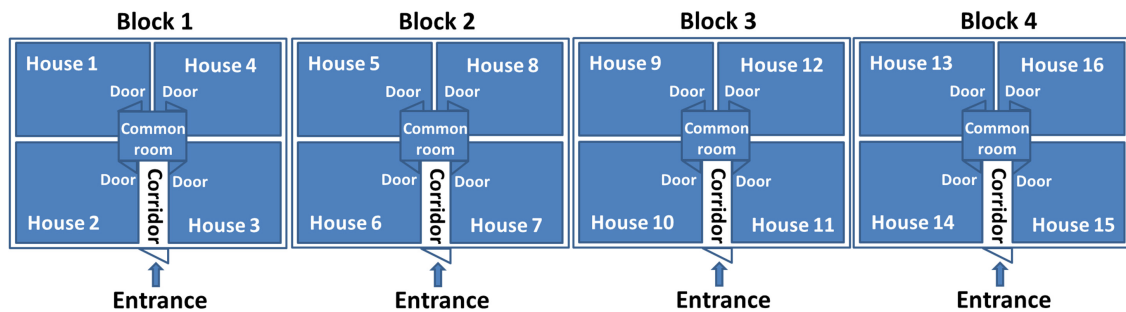 Block 1
Block 2
Block 3
Block 4
House 1
House 4
House 5
House 8
House 9
House 12
House 13
House 16
Door
Door
Door
Door
Door
Door
Door
Door
Common
room
Common
room
Common
room
Common
room
Door
Door
Door
Door
Door
Door
Door
Door
Corridor
Corridor
Corridor
Corridor
House 2
House 3
House 6
House 7
House 10
House 11
House 14
House 15
Entrance
Entrance
Entrance
Entrance